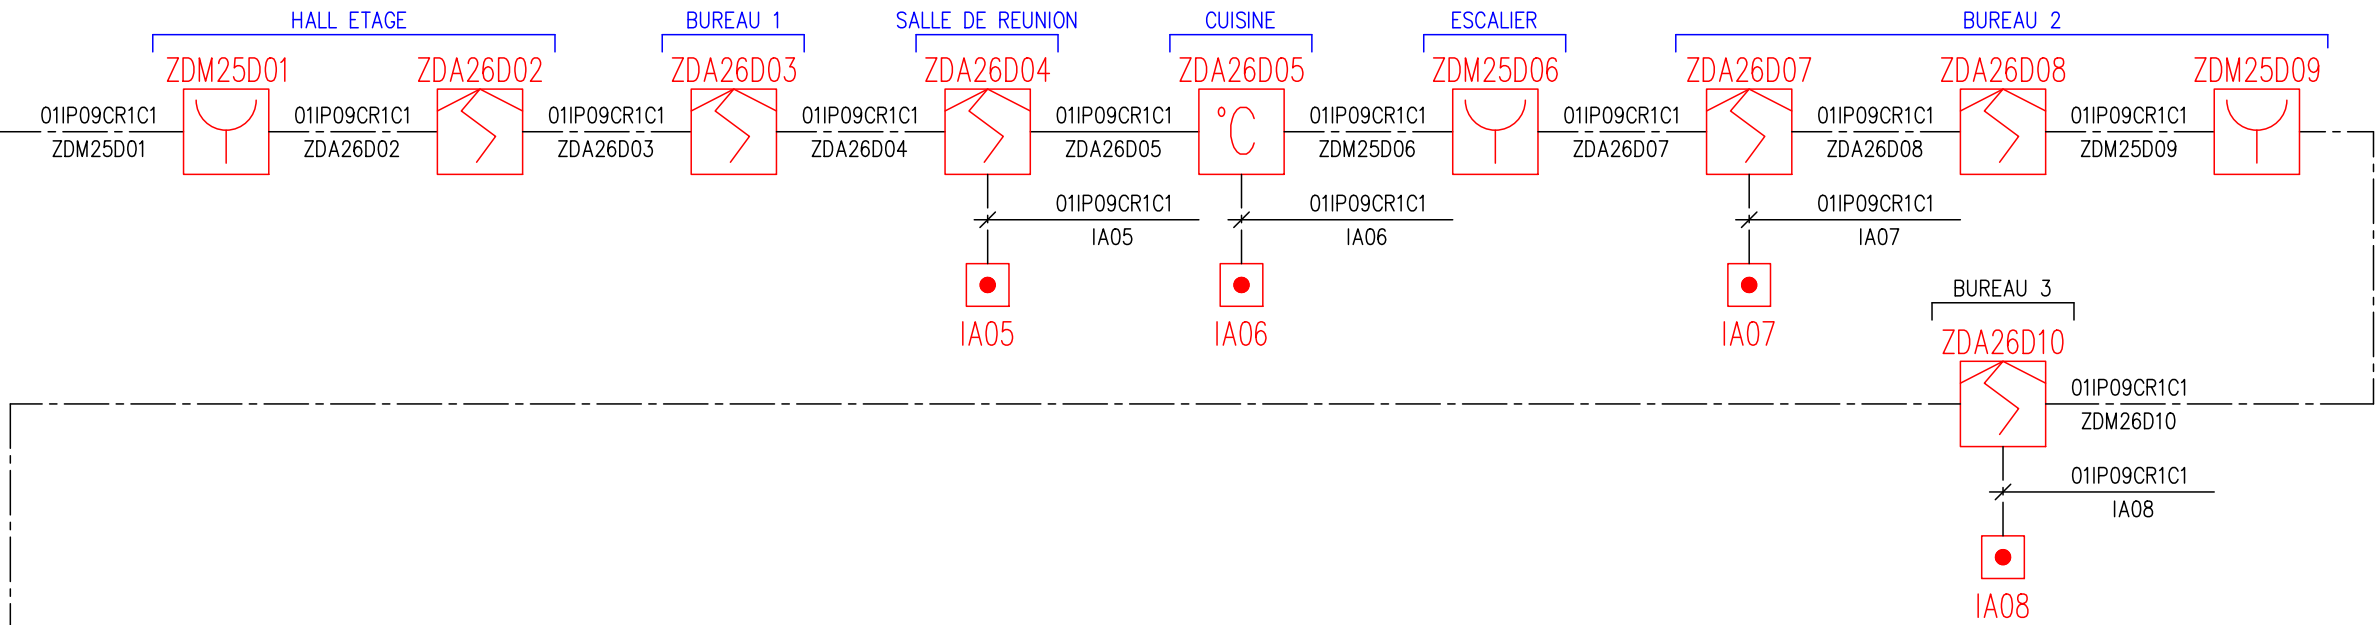 HALL ETAGE
BUREAU 1
SALLE DE REUNION
CUISINE
ESCALIER
BUREAU 2
ZDM25D01
ZDA26D02
ZDA26D03
ZDA26D04
ZDA26D05
ZDM25D06
ZDA26D07
ZDA26D08
ZDM25D09
01IP09CR1C1
01IP09CR1C1
01IP09CR1C1
01IP09CR1C1
01IP09CR1C1
01IP09CR1C1
01IP09CR1C1
01IP09CR1C1
01IP09CR1C1
°C
ZDM25D01
ZDA26D02
ZDA26D03
ZDA26D04
ZDA26D05
ZDM25D06
ZDA26D07
ZDA26D08
ZDM25D09
01IP09CR1C1
01IP09CR1C1
01IP09CR1C1
IA05
IA06
IA07
IA05
IA06
IA07
BUREAU 3
ZDA26D10
01IP09CR1C1
ZDM26D10
01IP09CR1C1
IA08
IA08